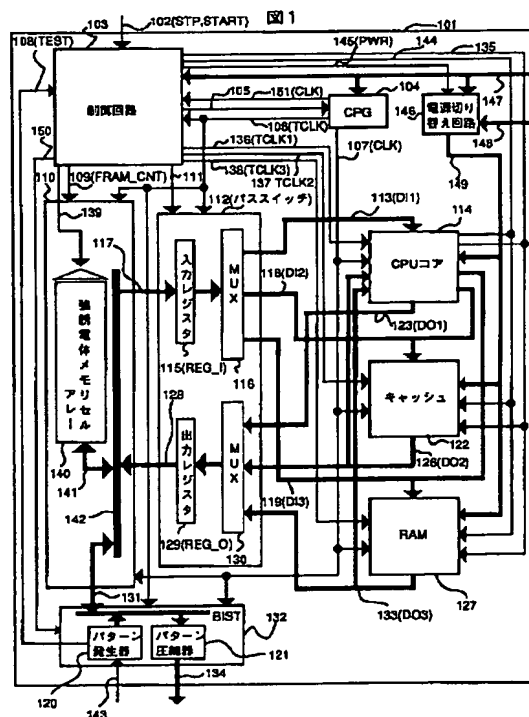 図1
101
103
102(STP,START)
145(PWR)
144
135
108(TEST)
制御回路
105
151(CLK)
104
CPG
146
電源切り
替え回路
147
148
149
150
106(TCLK)
107(CLK)
136(TCLK1)
138(TCLK3)
137 TCLK2)
110
109(FRAM_CNT)
111
139
112(パススイッチ)
113(DI1)
114
CPUコア
117
入力レジスタ
MUX
118(DI2)
123(DO1)
115(REG_I)
116
強誘電体メモリセル
アレー
140
141
142
128
出力レジスタ
MUX
129(REG_O)
130
キャッシュ
122
126(DO2)
119(DI3)
RAM
127
133(DO3)
131
BIST
132
パターン
発生器
パターン
圧縮器
121
120
134
143